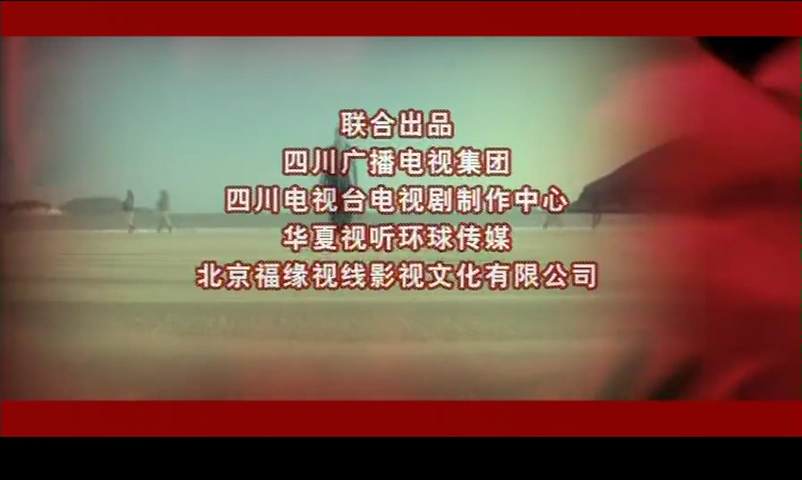 联合出品
四川广播电视集团
四川电视台电视剧制作中心
华夏视听环球传媒
北京福缘视线影视文化有限公司